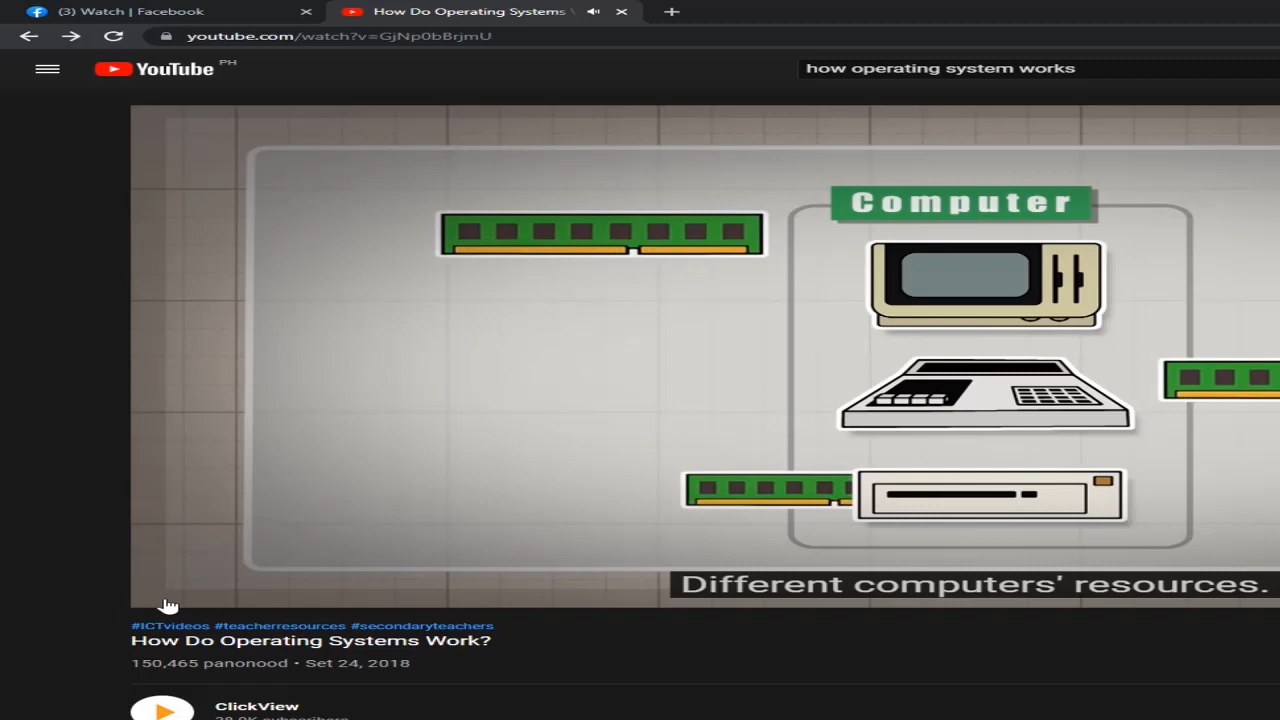 (3) Watch | Facebook
How Do Operating Systems
youtube.com/watch?v=GjNp0bBrjmU
YouTube PH
how operating system works
Computer
Different computers' resources.
#ICTvideos #teacherresources #secondaryteachers
How Do Operating Systems Work?
150,465 panonood • Set 24, 2018
ClickView